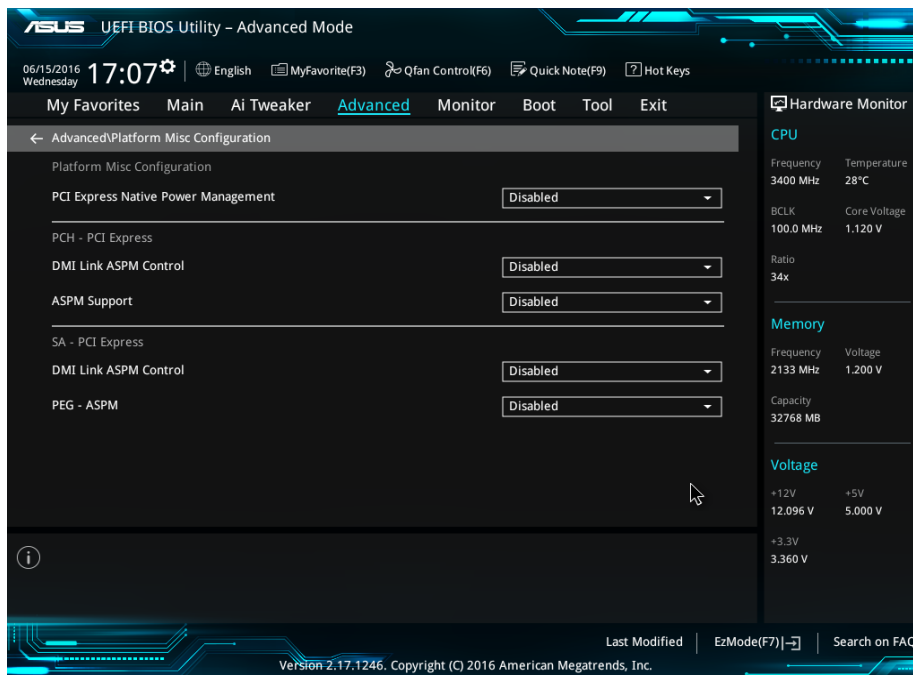 ASUS UEFI BIOS Utility – Advanced Mode
06/15/2016 Wednesday 17:07 English MyFavorite(F3) Qfan Control(F6) Quick Note(F9) ? Hot Keys
My Favorites Main Ai Tweaker Advanced Monitor Boot Tool Exit
← Advanced\Platform Misc Configuration
Platform Misc Configuration
PCI Express Native Power Management Disabled
PCH - PCI Express
DMI Link ASPM Control Disabled
ASPM Support Disabled
SA - PCI Express
DMI Link ASPM Control Disabled
PEG - ASPM Disabled
Hardware Monitor
CPU
Frequency Temperature
3400 MHz 28°C
BCLK Core Voltage
100.0 MHz 1.120 V
Ratio
34x
Memory
Frequency Voltage
2133 MHz 1.200 V
Capacity
32768 MB
Voltage
+12V +5V
12.096 V 5.000 V
+3.3V
3.360 V
Last Modified EzMode(F7) Search on FAQ
Version 2.17.1246. Copyright (C) 2016 American Megatrends, Inc.